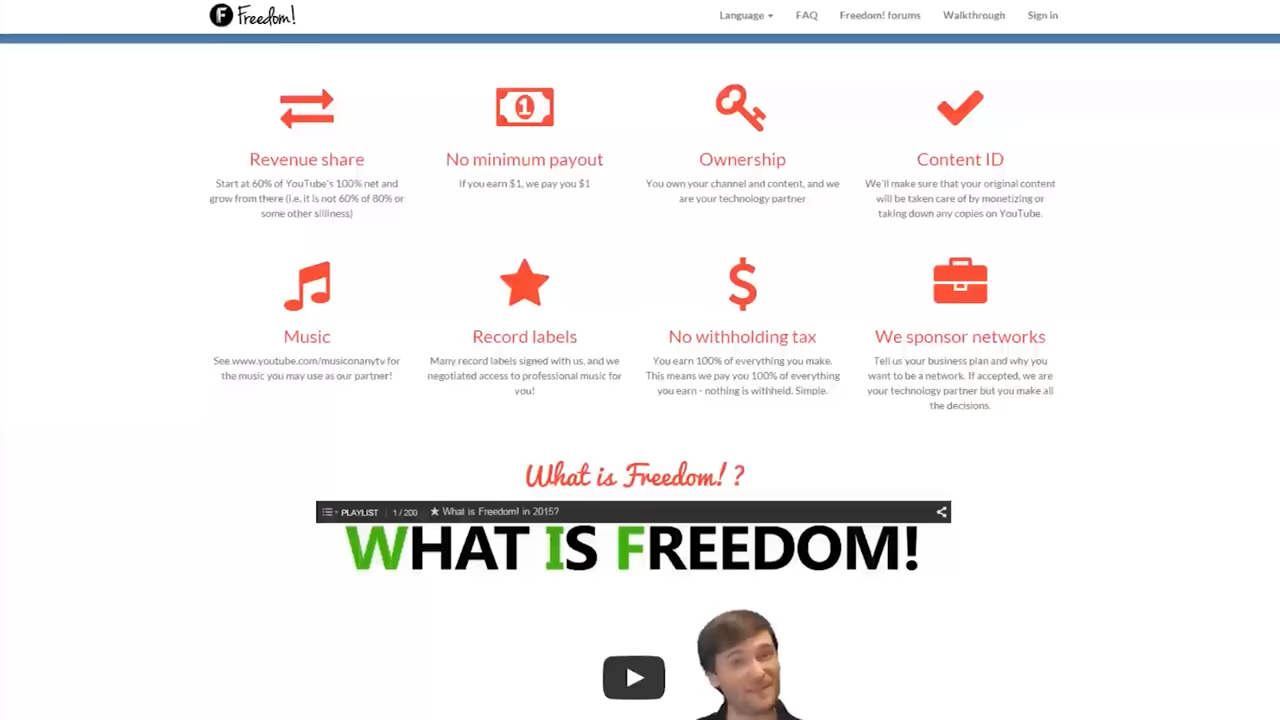 F Freedom!
Language FAQ Freedom! forums Walkthrough Sign in
1
Revenue share
Start at 60% of YouTube's 100% net and
grow from there (i.e. it is not 60% of 80% or
some other silliness)
No minimum payout
If you earn $1, we pay you $1
Ownership
You own your channel and content, and we
are your technology partner
Content ID
We'll make sure that your original content
will be taken care of by monetizing or
taking down any copies on YouTube.
$
Music
See www.youtube.com/musiconanytv for
the music you may use as our partner!
Record labels
Many record labels signed with us, and we
negotiated access to professional music for
you!
No withholding tax
You earn 100% of everything you make.
This means we pay you 100% of everything
you earn - nothing is withheld. Simple.
We sponsor networks
Tell us your business plan and why you
want to be a network. If accepted, we are
your technology partner but you make all
the decisions.
What is Freedom! ?
PLAYLIST 1 / 200 ★ What is Freedom! in 2015?
WHAT IS FREEDOM!